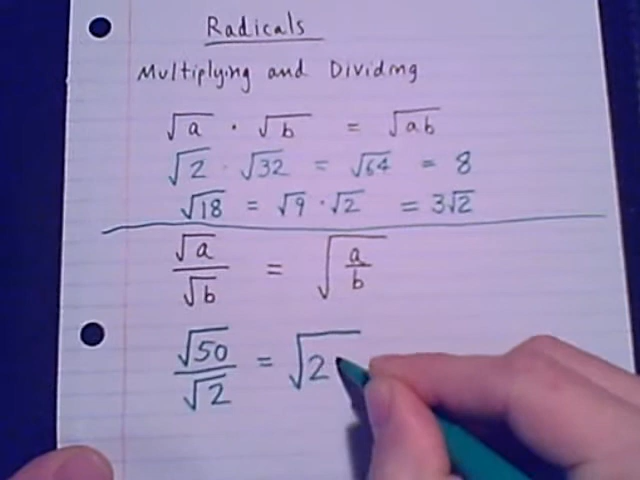 Radicals
Multiplying and Dividing
√a · √b = √ab
√2 · √32 = √64 = 8
√18 = √9 · √2 = 3√2
√a/√b = √(a/b)
√50/√2 = √2